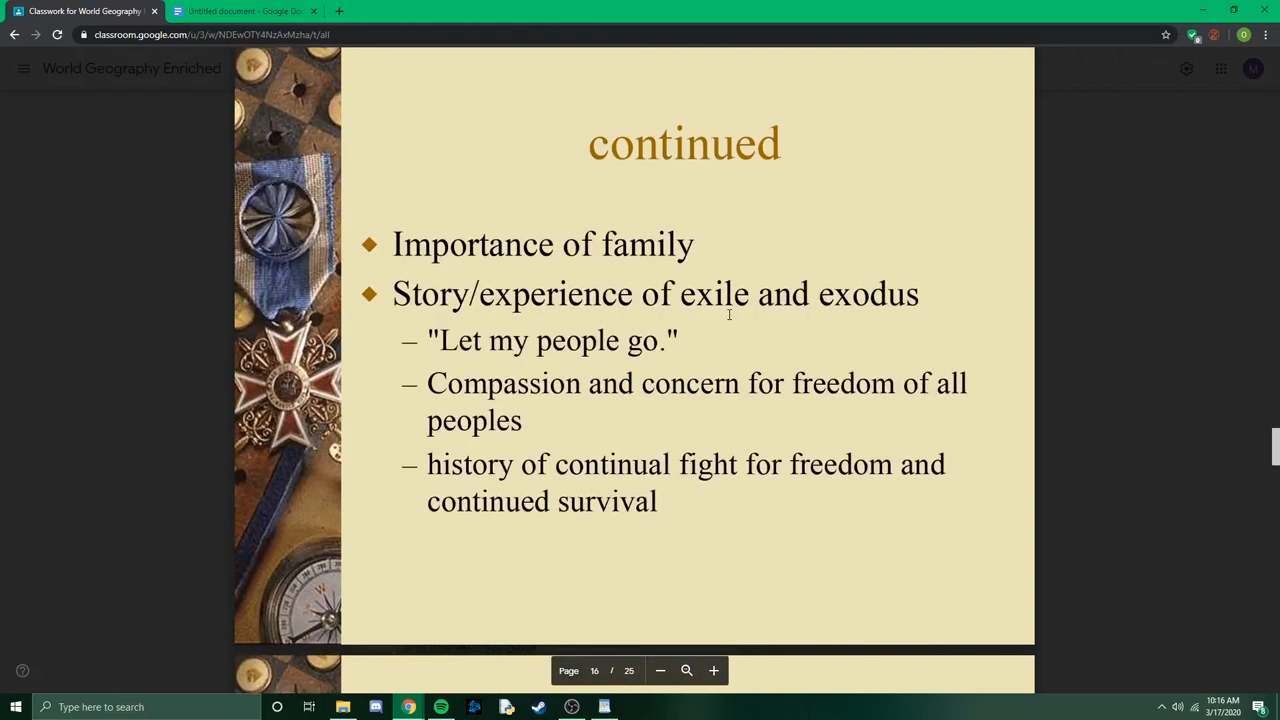 Classwork for World Geography
Untitled document - Google Doc
classroom.google.com/u/3/w/NDEwOTY4NzAxMzha/t/all
World Geography Enriched
continued
Importance of family
Story/experience of exile and exodus
– "Let my people go."
– Compassion and concern for freedom of all
peoples
– history of continual fight for freedom and
continued survival
Page 16 / 25
Type here to search
10:16 AM
3/17/2020